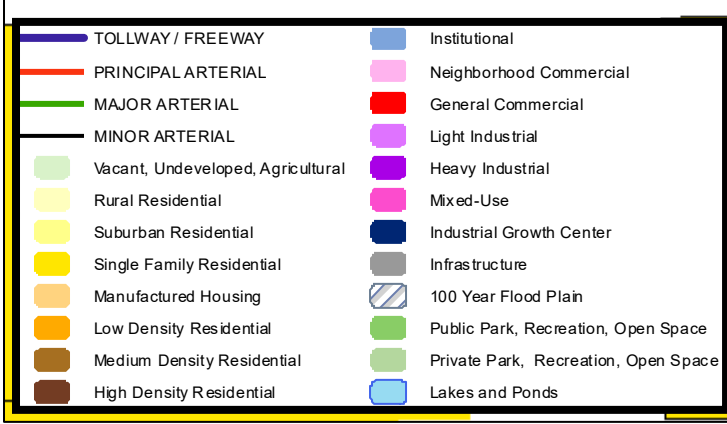 TOLLWAY / FREEWAY
PRINCIPAL ARTERIAL
MAJOR ARTERIAL
MINOR ARTERIAL
Vacant, Undeveloped, Agricultural
Rural Residential
Suburban Residential
Single Family Residential
Manufactured Housing
Low Density Residential
Medium Density Residential
High Density Residential
Institutional
Neighborhood Commercial
General Commercial
Light Industrial
Heavy Industrial
Mixed-Use
Industrial Growth Center
Infrastructure
100 Year Flood Plain
Public Park, Recreation, Open Space
Private Park, Recreation, Open Space
Lakes and Ponds